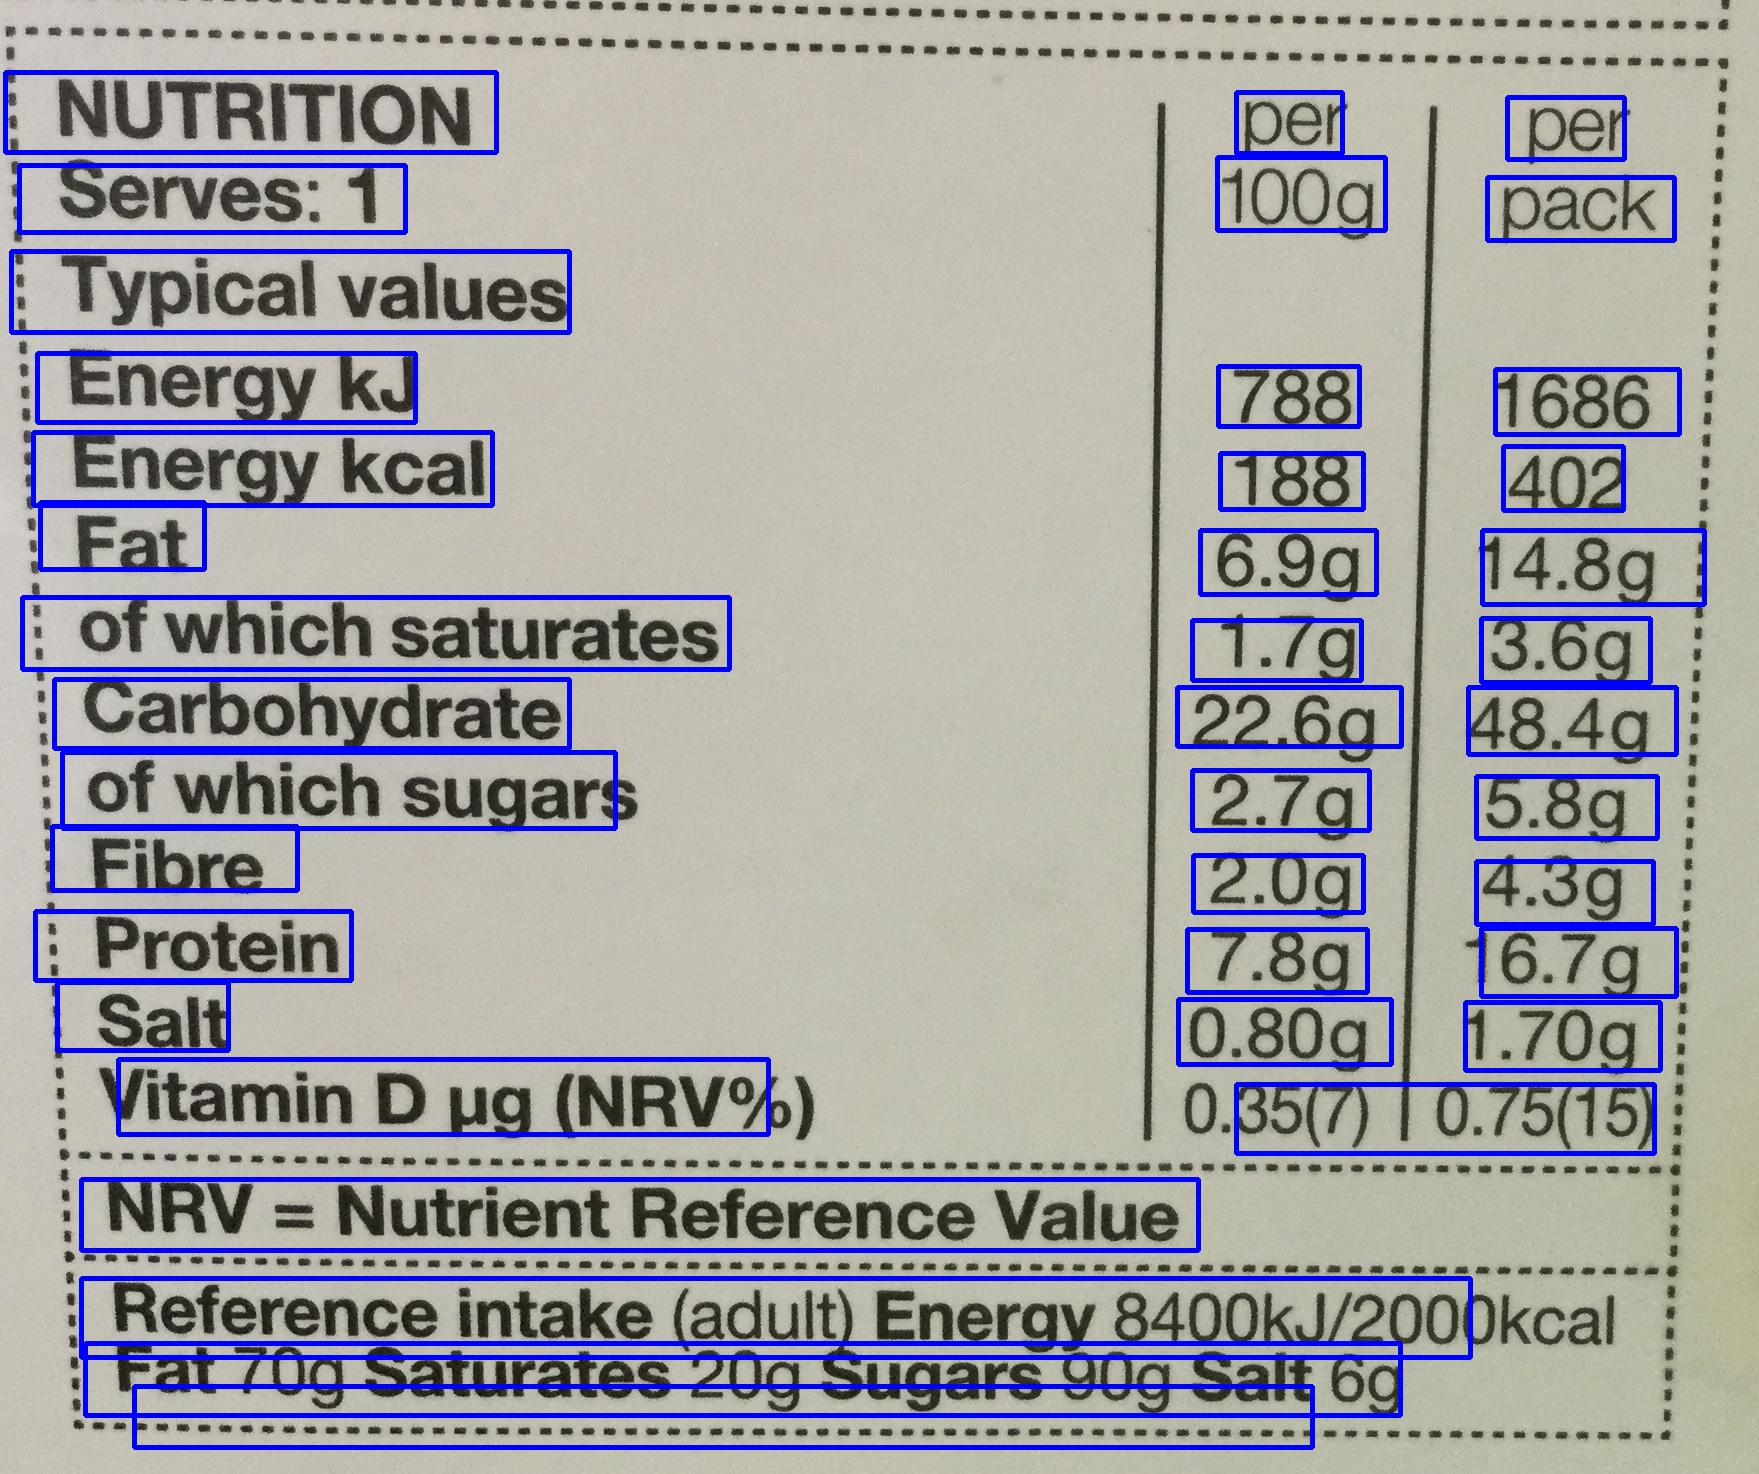 NUTRITION per per
Serves: 1 100g pack
Typical values
Energy kJ 788 1686
Energy kcal 188 402
Fat 6.9g 14.8g
of which saturates 1.7g 3.6g
Carbohydrate 22.6g 48.4g
of which sugars 2.7g 5.8g
Fibre 2.0g 4.3g
Protein 7.8g 16.7g
Salt 0.80g 1.70g
Vitamin D µg (NRV%) 0.35(7) 0.75(15)
NRV = Nutrient Reference Value
Reference intake (adult) Energy 8400kJ/2000kcal
Fat 70g Saturates 20g Sugars 90g Salt 6g